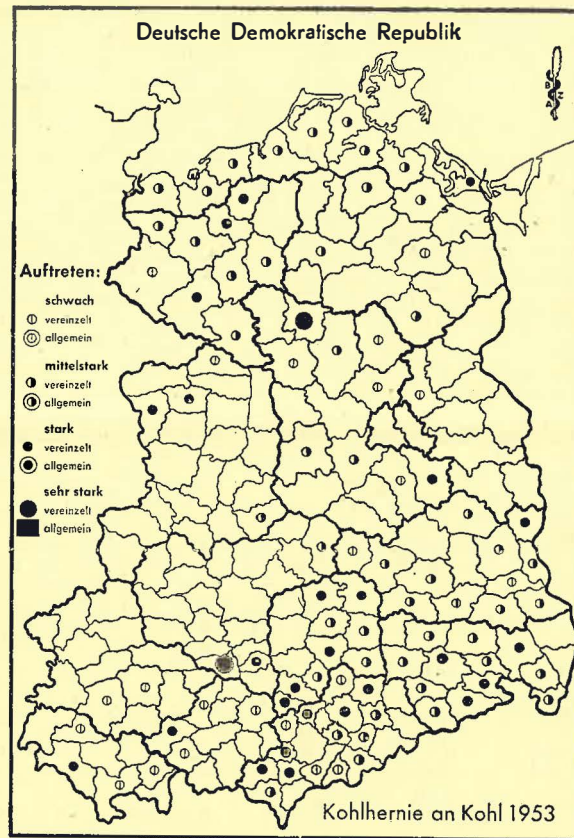 Deutsche Demokratische Republik
Auftreten:
schwach
vereinzelt
allgemein
mittelstark
vereinzelt
allgemein
stark
vereinzelt
allgemein
sehr stark
vereinzelt
allgemein
Kohlhernie an Kohl 1953